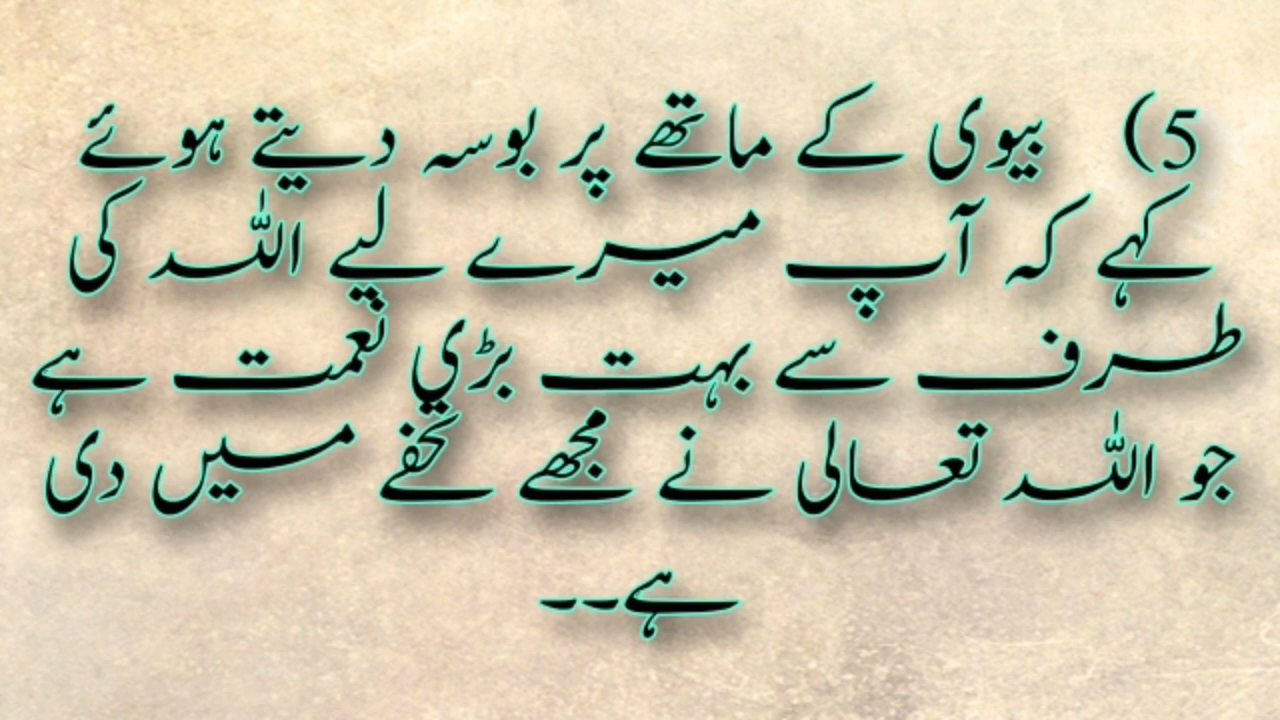 5) بیوی کے ماتھے پر بوسہ دیتے ہوئے
کہے کہ آپ میرے لیے اللہ کی
طرف سے بہت بڑی نعمت ہے
جو اللہ تعالی نے مجھے تحفے میں دی
ہے۔۔